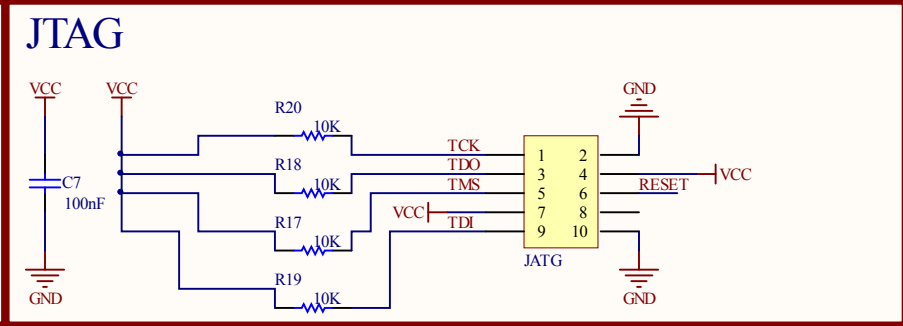 JTAG
VCC
VCC
GND
R20
10K
TCK
1
2
R18
TDO
3
4
VCC
C7
100nF
10K
TMS
5
6
RESET
R17
VCC
7
8
10K
TDI
9
10
JATG
R19
10K
GND
GND